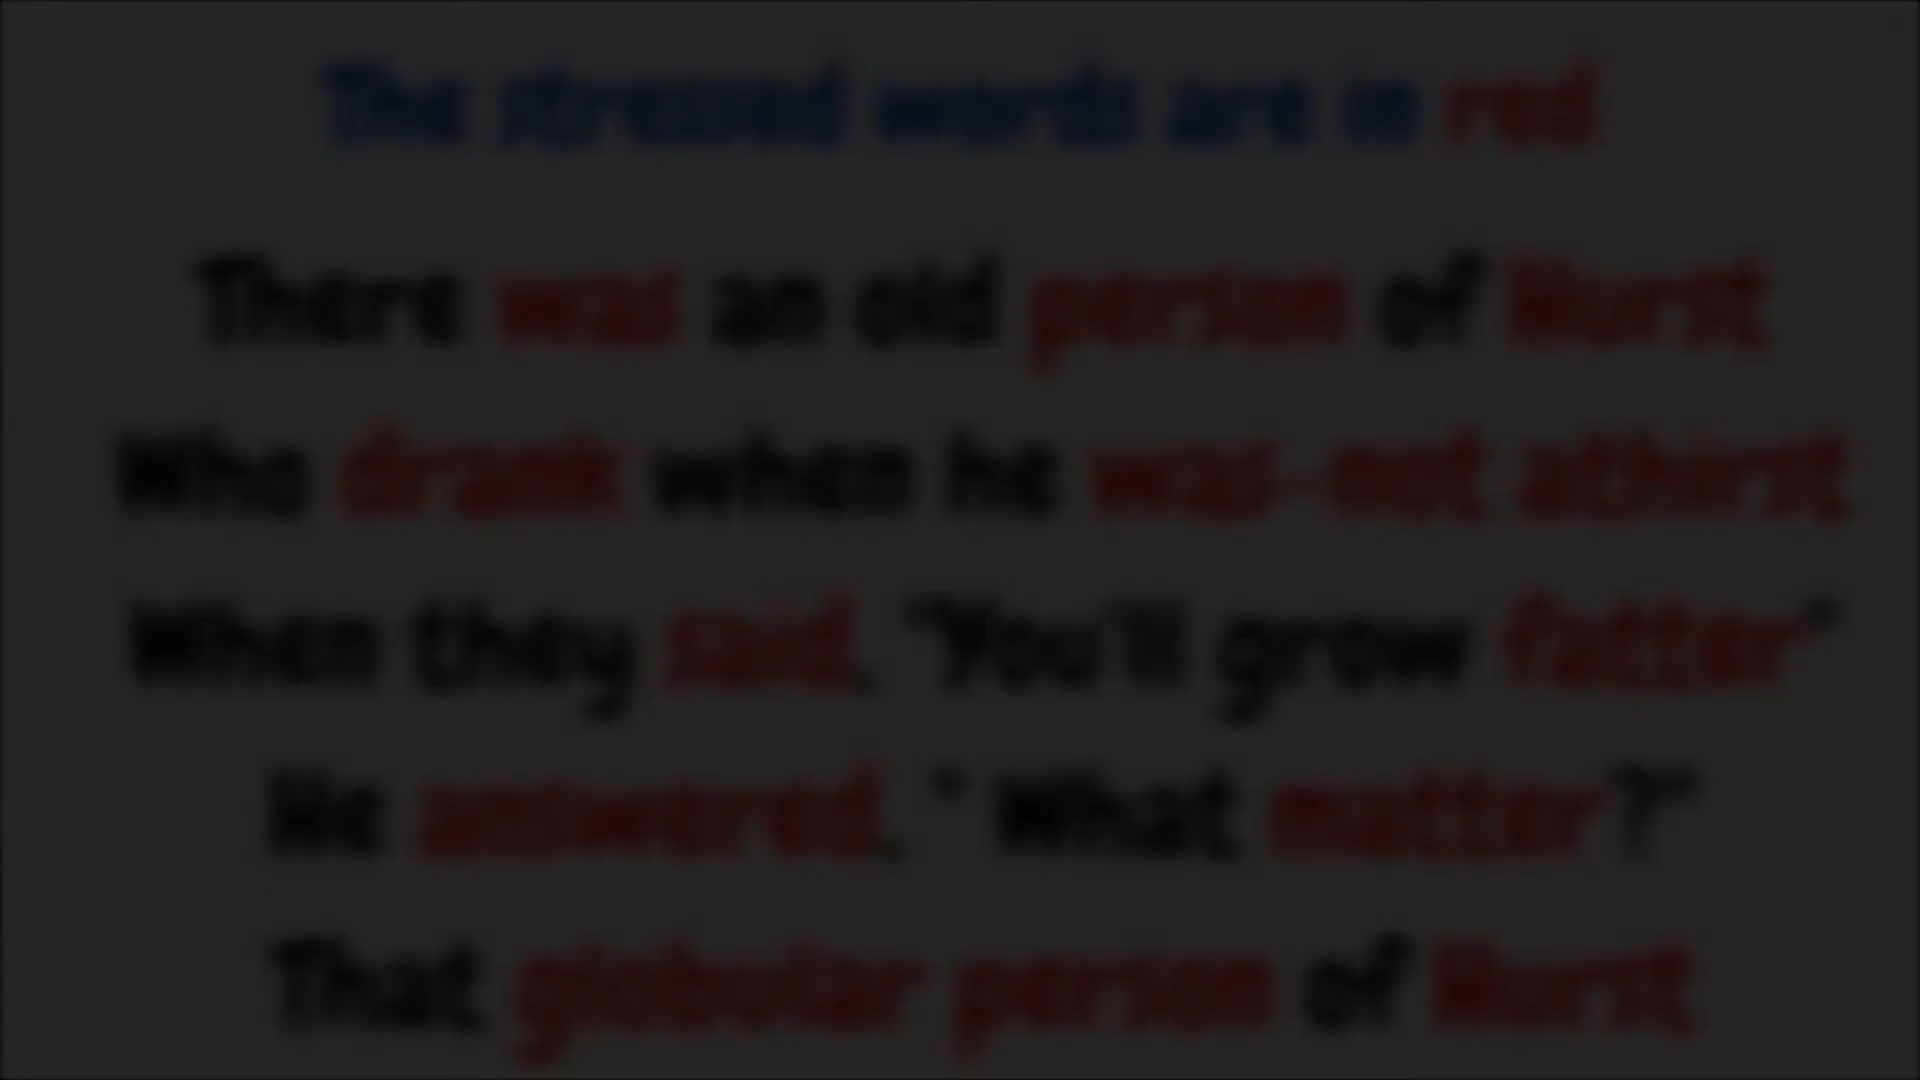 The stressed words are in red
There was an old person of Hurst
Who drank when he was-not athirst
When they said, "You'll grow fatter"
He answered, " What matter?"
That globular person of Hurst